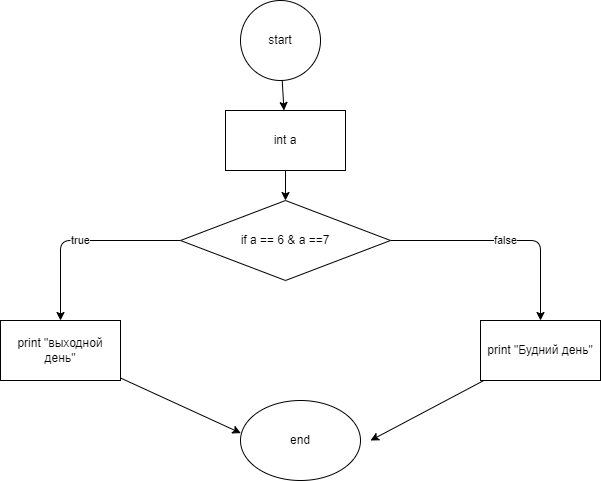 start
int a
if a == 6 & a ==7
true
false
print "выходной
день"
print "Будний день"
end